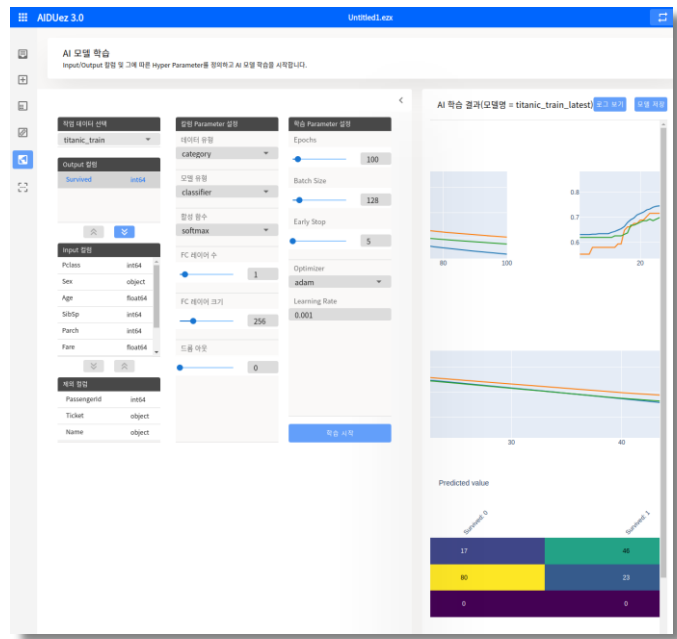 AIDUez 3.0
Untitled1.ezx
AI 모델 학습
Input/Output 컬럼 및 그에 따른 Hyper Parameter를 정의하고 AI 모델 학습을 시작합니다.
AI 학습 결과(모델명 = titanic_train_latest)
로그 보기
모델 저장
작업 데이터 선택
titanic_train
Output 컬럼
Survived int64
Input 컬럼
Pclass int64
Sex object
Age float64
SibSp int64
Parch int64
Fare float64
제외 컬럼
PassengerId int64
Ticket object
Name object
컬럼 Parameter 설정
데이터 유형
category
모델 유형
classifier
활성 함수
softmax
FC 레이어 수
1
FC 레이어 크기
256
드롭 아웃
0
학습 Parameter 설정
Epochs
100
Batch Size
128
Early Stop
5
Optimizer
adam
Learning Rate
0.001
학습 시작
80 100
0.8
0.7
0.6
20
30 40
Predicted value
Survived: 0 Survived: 1
17 46
80 23
0 0